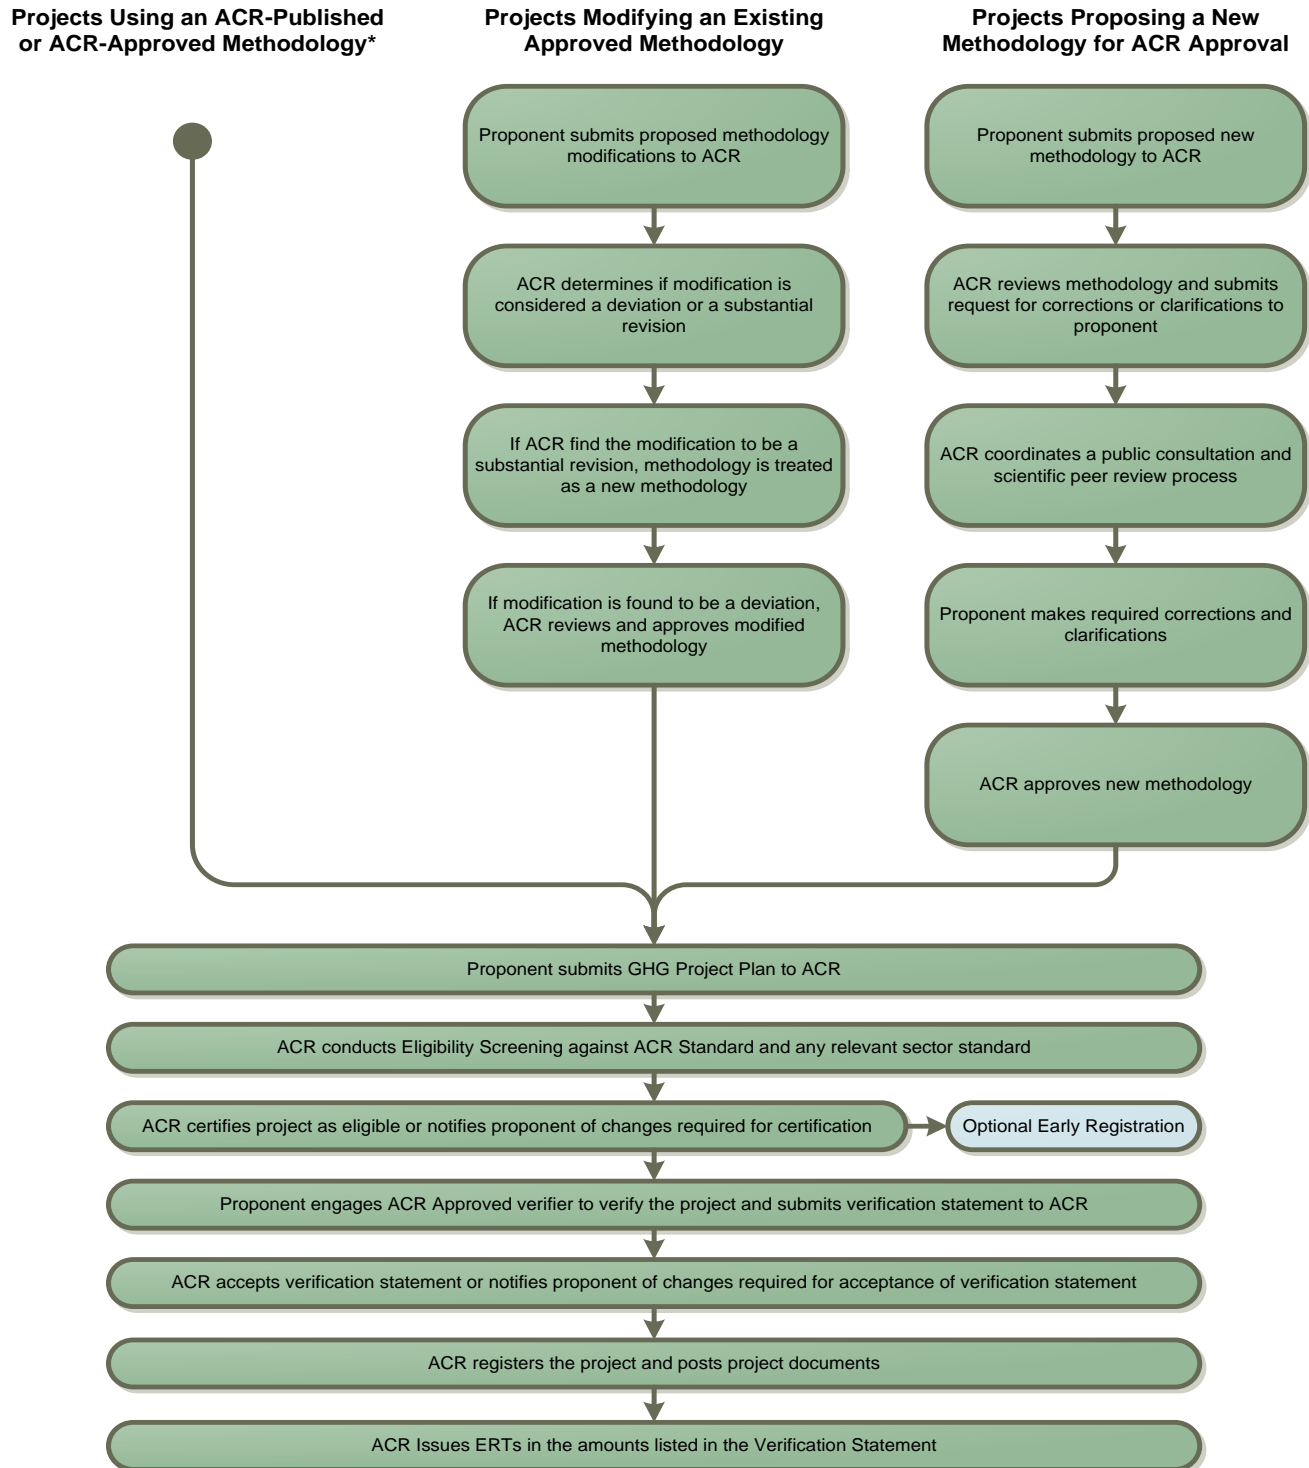 Projects Using an ACR-Published
or ACR-Approved Methodology*
Projects Modifying an Existing
Approved Methodology
Projects Proposing a New
Methodology for ACR Approval
Proponent submits proposed methodology
modifications to ACR
ACR determines if modification is
considered a deviation or a substantial
revision
If ACR find the modification to be a
substantial revision, methodology is treated
as a new methodology
If modification is found to be a deviation,
ACR reviews and approves modified
methodology
Proponent submits proposed new
methodology to ACR
ACR reviews methodology and submits
request for corrections or clarifications to
proponent
ACR coordinates a public consultation and
scientific peer review process
Proponent makes required corrections and
clarifications
ACR approves new methodology
Proponent submits GHG Project Plan to ACR
ACR conducts Eligibility Screening against ACR Standard and any relevant sector standard
ACR certifies project as eligible or notifies proponent of changes required for certification
Optional Early Registration
Proponent engages ACR Approved verifier to verify the project and submits verification statement to ACR
ACR accepts verification statement or notifies proponent of changes required for acceptance of verification statement
ACR registers the project and posts project documents
ACR Issues ERTs in the amounts listed in the Verification Statement